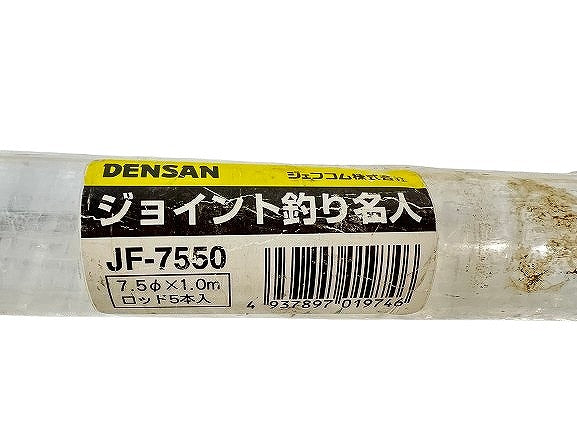 DENSAN ジェフコム株式会社
ジョイント釣り名人
JF-7550
7.5φ×1.0m
ロッド5本入
4 937897 019746